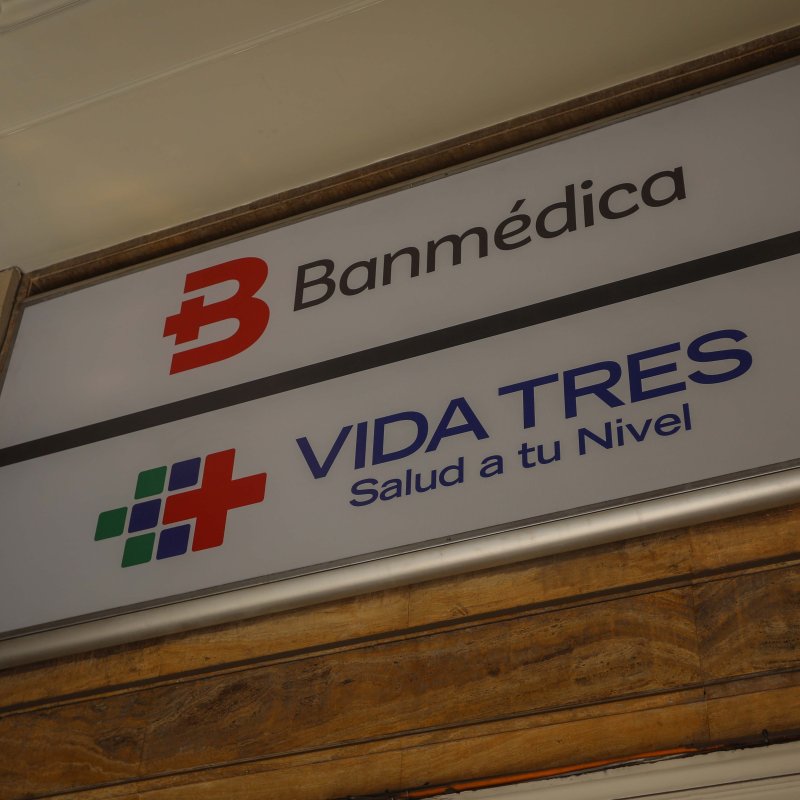 Banmédica
VIDA TRES
Salud a tu Nivel